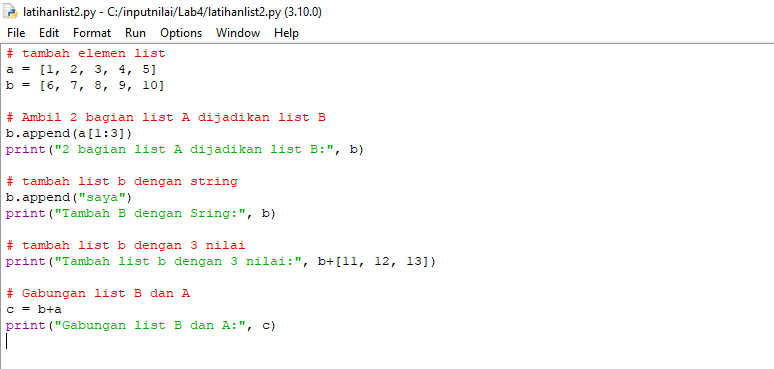 latihanlist2.py - C:/inputnilai/Lab4/latihanlist2.py (3.10.0)
File Edit Format Run Options Window Help
# tambah elemen list
a = [1, 2, 3, 4, 5]
b = [6, 7, 8, 9, 10]
# Ambil 2 bagian list A dijadikan list B
b.append(a[1:3])
print("2 bagian list A dijadikan list B:", b)
# tambah list b dengan string
b.append("saya")
print("Tambah B dengan Sring:", b)
# tambah list b dengan 3 nilai
print("Tambah list b dengan 3 nilai:", b+[11, 12, 13])
# Gabungan list B dan A
c = b+a
print("Gabungan list B dan A:", c)